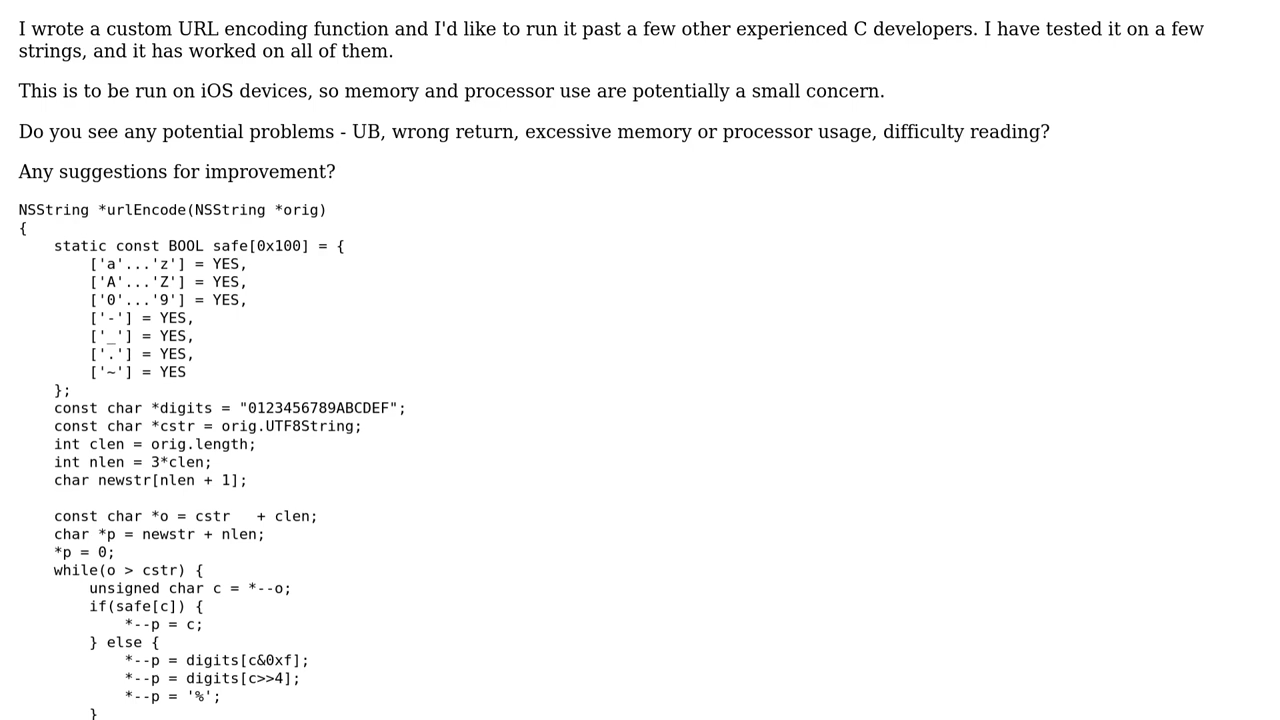 I wrote a custom URL encoding function and I'd like to run it past a few other experienced C developers. I have tested it on a few
strings, and it has worked on all of them.
This is to be run on iOS devices, so memory and processor use are potentially a small concern.
Do you see any potential problems - UB, wrong return, excessive memory or processor usage, difficulty reading?
Any suggestions for improvement?
NSString *urlEncode(NSString *orig)
{
    static const BOOL safe[0x100] = {
        ['a'...'z'] = YES,
        ['A'...'Z'] = YES,
        ['0'...'9'] = YES,
        ['-'] = YES,
        ['_'] = YES,
        ['.'] = YES,
        ['~'] = YES
    };
    const char *digits = "0123456789ABCDEF";
    const char *cstr = orig.UTF8String;
    int clen = orig.length;
    int nlen = 3*clen;
    char newstr[nlen + 1];
    const char *o = cstr   + clen;
    char *p = newstr + nlen;
    *p = 0;
    while(o > cstr) {
        unsigned char c = *--o;
        if(safe[c]) {
            *--p = c;
        } else {
            *--p = digits[c&0xf];
            *--p = digits[c>>4];
            *--p = '%';
        }